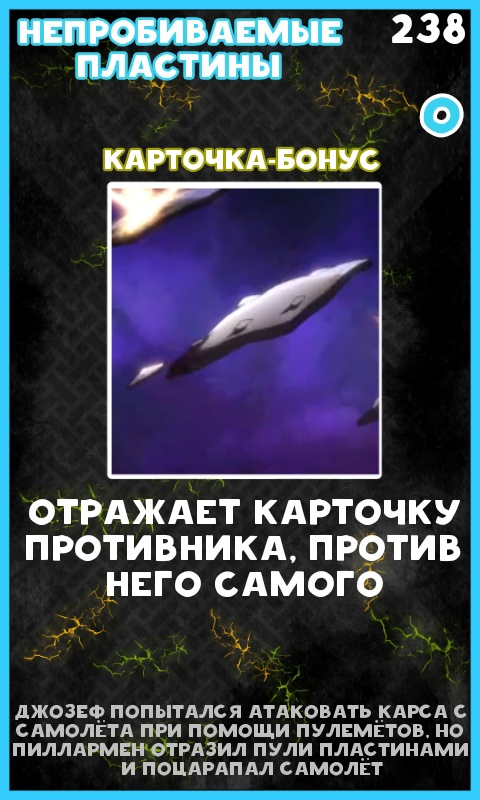 НЕПРОБИВАЕМЫЕ
ПЛАСТИНЫ
238
О
КАРТОЧКА-БОНУС
ОТРАЖАЕТ КАРТОЧКУ
ПРОТИВНИКА, ПРОТИВ
НЕГО САМОГО
ДЖОЗЕФ ПОПЫТАЛСЯ АТАКОВАТЬ КАРСА С
САМОЛЁТА ПРИ ПОМОЩИ ПУЛЕМЁТОВ, НО
ПИЛЛАРМЕН ОТРАЗИЛ ПУЛИ ПЛАСТИНАМИ
И ПОЦАРАПАЛ САМОЛЁТ